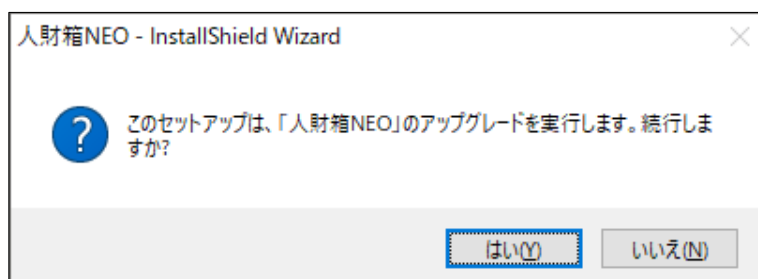 人財箱NEO - InstallShield Wizard
このセットアップは、「人財箱NEO」のアップグレードを実行します。続行しま
すか?
はい(Y)
いいえ(N)